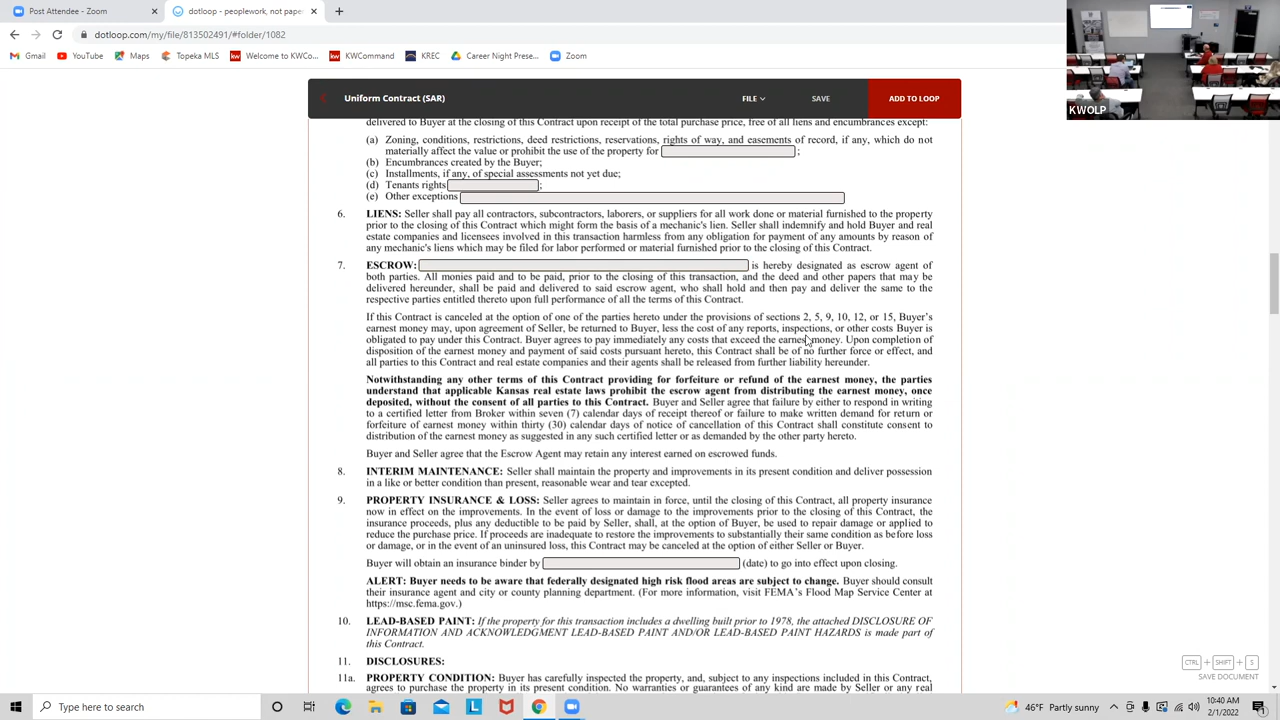 Post Attendee - Zoom
dotloop - peoplework, not pape
dotloop.com/my/file/813502491/#folder/1082
Gmail
YouTube
Maps
Topeka MLS
Welcome to KWCo...
KWCommand
KREC
Career Night Prese...
Zoom
KWOLP
Uniform Contract (SAR)
FILE
SAVE
ADD TO LOOP
delivered to Buyer at the closing of this Contract upon receipt of the total purchase price, free of all liens and encumbrances except:
(a) Zoning, conditions, restrictions, deed restrictions, reservations, rights of way, and easements of record, if any, which do not
materially affect the value or prohibit the use of the property for ;
(b) Encumbrances created by the Buyer;
(c) Installments, if any, of special assessments not yet due;
(d) Tenants rights ;
(e) Other exceptions
6. LIENS: Seller shall pay all contractors, subcontractors, laborers, or suppliers for all work done or material furnished to the property
prior to the closing of this Contract which might form the basis of a mechanic's lien. Seller shall indemnify and hold Buyer and real
estate companies and licensees involved in this transaction harmless from any obligation for payment of any amounts by reason of
any mechanic's liens which may be filed for labor performed or material furnished prior to the closing of this Contract.
7. ESCROW: is hereby designated as escrow agent of
both parties. All monies paid and to be paid, prior to the closing of this transaction, and the deed and other papers that may be
delivered hereunder, shall be paid and delivered to said escrow agent, who shall hold and then pay and deliver the same to the
respective parties entitled thereto upon full performance of all the terms of this Contract.
If this Contract is canceled at the option of one of the parties hereto under the provisions of sections 2, 5, 9, 10, 12, or 15, Buyer's
earnest money may, upon agreement of Seller, be returned to Buyer, less the cost of any reports, inspections, or other costs Buyer is
obligated to pay under this Contract. Buyer agrees to pay immediately any costs that exceed the earnest money. Upon completion of
disposition of the earnest money and payment of said costs pursuant hereto, this Contract shall be of no further force or effect, and
all parties to this Contract and real estate companies and their agents shall be released from further liability hereunder.
Notwithstanding any other terms of this Contract providing for forfeiture or refund of the earnest money, the parties
understand that applicable Kansas real estate laws prohibit the escrow agent from distributing the earnest money, once
deposited, without the consent of all parties to this Contract. Buyer and Seller agree that failure by either to respond in writing
to a certified letter from Broker within seven (7) calendar days of receipt thereof or failure to make written demand for return or
forfeiture of earnest money within thirty (30) calendar days of notice of cancellation of this Contract shall constitute consent to
distribution of the earnest money as suggested in any such certified letter or as demanded by the other party hereto.
Buyer and Seller agree that the Escrow Agent may retain any interest earned on escrowed funds.
8. INTERIM MAINTENANCE: Seller shall maintain the property and improvements in its present condition and deliver possession
in a like or better condition than present, reasonable wear and tear excepted.
9. PROPERTY INSURANCE & LOSS: Seller agrees to maintain in force, until the closing of this Contract, all property insurance
now in effect on the improvements. In the event of loss or damage to the improvements prior to the closing of this Contract, the
insurance proceeds, plus any deductible to be paid by Seller, shall, at the option of Buyer, be used to repair damage or applied to
reduce the purchase price. If proceeds are inadequate to restore the improvements to substantially their same condition as before loss
or damage, or in the event of an uninsured loss, this Contract may be canceled at the option of either Seller or Buyer.
Buyer will obtain an insurance binder by (date) to go into effect upon closing.
ALERT: Buyer needs to be aware that federally designated high risk flood areas are subject to change. Buyer should consult
their insurance agent and city or county planning department. (For more information, visit FEMA's Flood Map Service Center at
https://msc.fema.gov.)
10. LEAD-BASED PAINT: If the property for this transaction includes a dwelling built prior to 1978, the attached DISCLOSURE OF
INFORMATION AND ACKNOWLEDGMENT LEAD-BASED PAINT AND/OR LEAD-BASED PAINT HAZARDS is made part of
this Contract.
11. DISCLOSURES:
11a. PROPERTY CONDITION: Buyer has carefully inspected the property, and, subject to any inspections included in this Contract,
agrees to purchase the property in its present condition. No warranties or guarantees of any kind are made by Seller or any real
CTRL + SHIFT + S
SAVE DOCUMENT
Type here to search
46°F Partly sunny
10:40 AM
2/1/2022